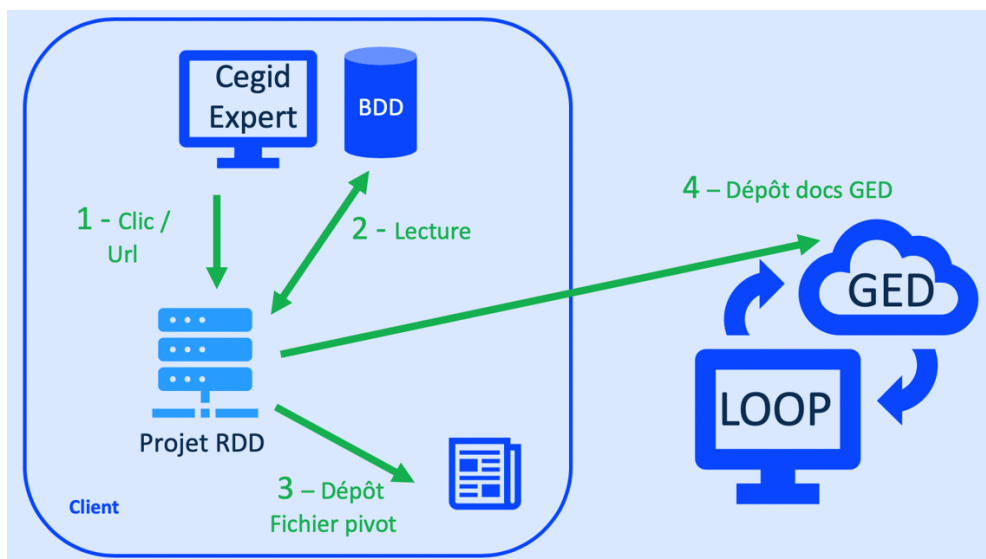 Cegid
Expert
BDD
1 - Clic /
Url
2 - Lecture
4 – Dépôt docs GED
GED
LOOP
Projet RDD
3 – Dépôt
Fichier pivot
Client